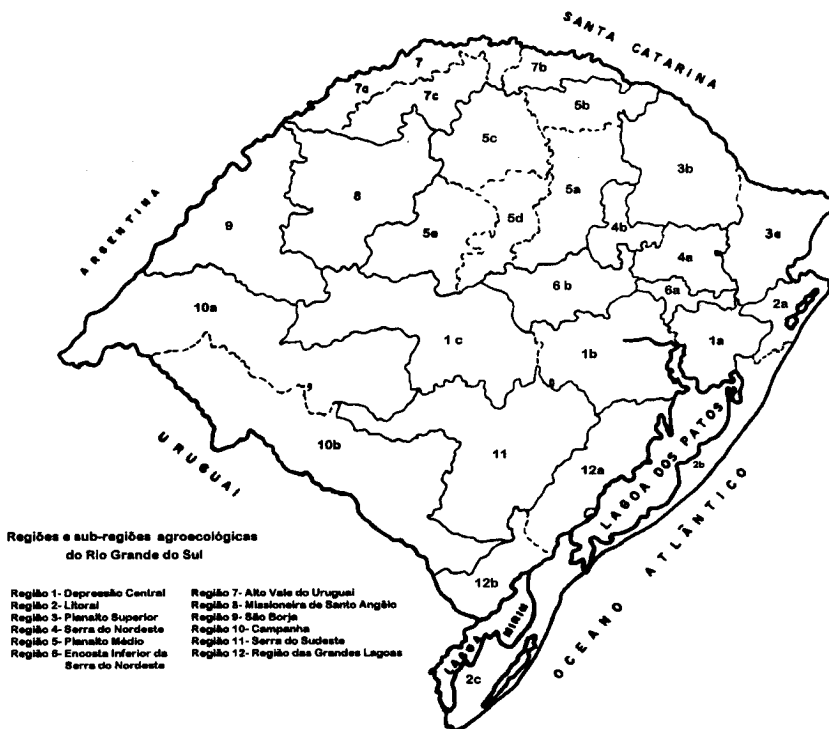 SANTA CATARINA
7
7b
7a
7c
5b
5c
3b
5a
8
5d
4b
9
5e
3e
4a
ARGENTINA
6 b
6a
2a
10a
1 c
1b
1a
LAGOA DOS PATOS
10b
11
12a
2b
URUGUAI
OCEANO ATLÂNTICO
12b
LAGOA MIRIM
2c
Regiões e sub-regiões agroecológicas
do Rio Grande do Sul
Região 1- Depressão Central
Região 2- Litoral
Região 3- Planalto Superior
Região 4- Serra do Nordeste
Região 5- Planalto Médio
Região 6- Encosta Inferior da
Serra do Nordeste
Região 7- Alto Vale do Uruguai
Região 8- Missioneira de Santo Angêlo
Região 9- São Borja
Região 10- Campanha
Região 11- Serra do Sudeste
Região 12- Região das Grandes Lagoas